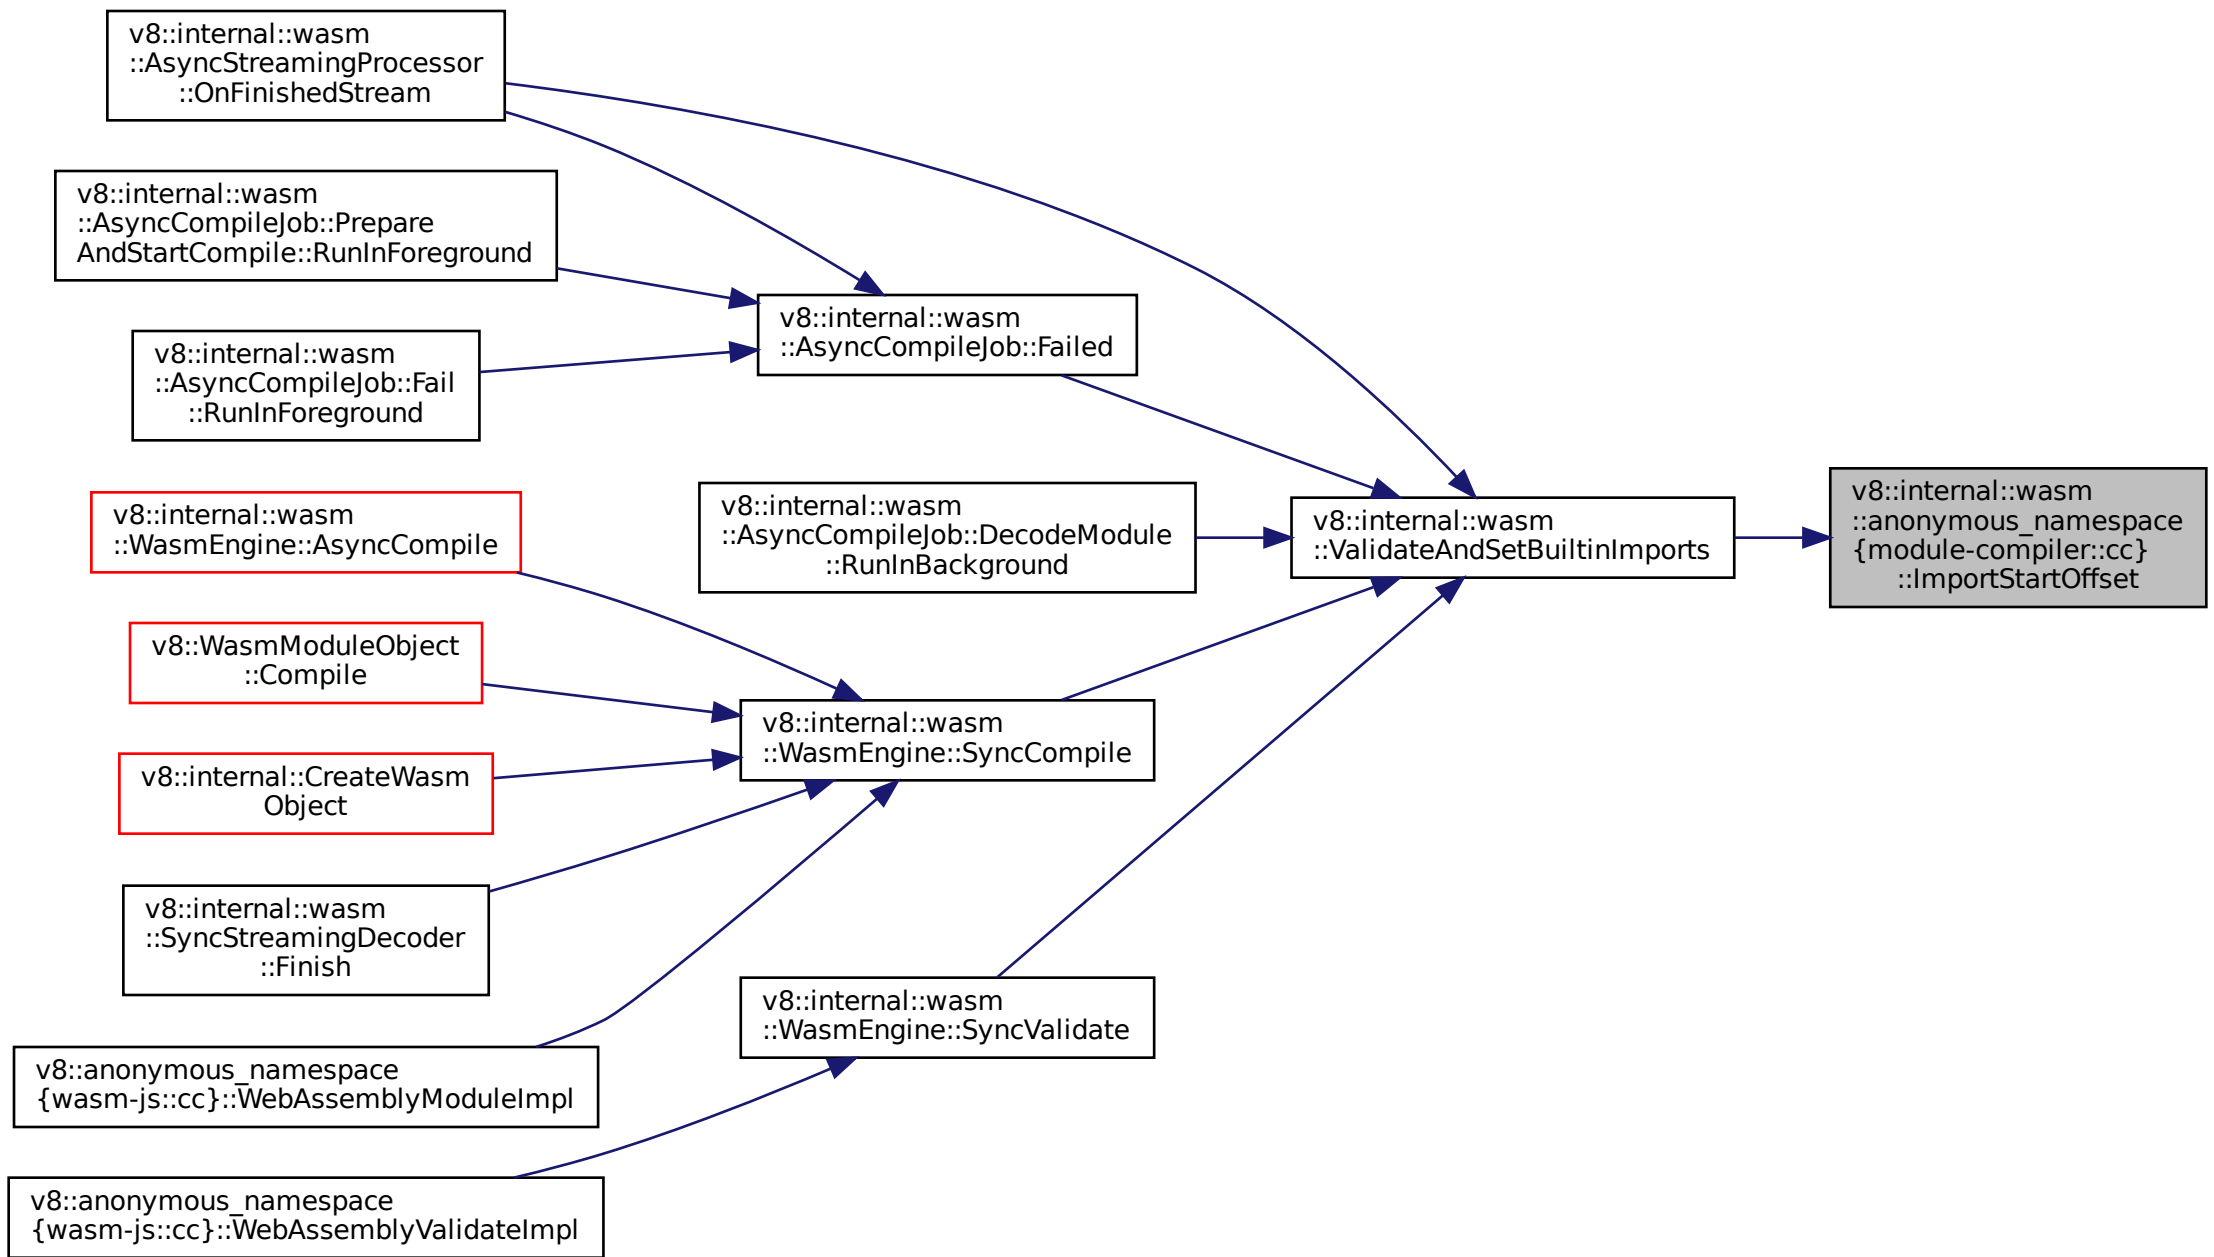 v8::internal::wasm
::AsyncStreamingProcessor
::OnFinishedStream
v8::internal::wasm
::AsyncCompileJob::Prepare
AndStartCompile::RunInForeground
v8::internal::wasm
::AsyncCompileJob::Fail
::RunInForeground
v8::internal::wasm
::WasmEngine::AsyncCompile
v8::WasmModuleObject
::Compile
v8::internal::CreateWasm
Object
v8::internal::wasm
::SyncStreamingDecoder
::Finish
v8::anonymous_namespace
{wasm-js::cc}::WebAssemblyModuleImpl
v8::anonymous_namespace
{wasm-js::cc}::WebAssemblyValidateImpl
v8::internal::wasm
::AsyncCompileJob::Failed
v8::internal::wasm
::AsyncCompileJob::DecodeModule
::RunInBackground
v8::internal::wasm
::WasmEngine::SyncCompile
v8::internal::wasm
::WasmEngine::SyncValidate
v8::internal::wasm
::ValidateAndSetBuiltinImports
v8::internal::wasm
::anonymous_namespace
{module-compiler::cc}
::ImportStartOffset